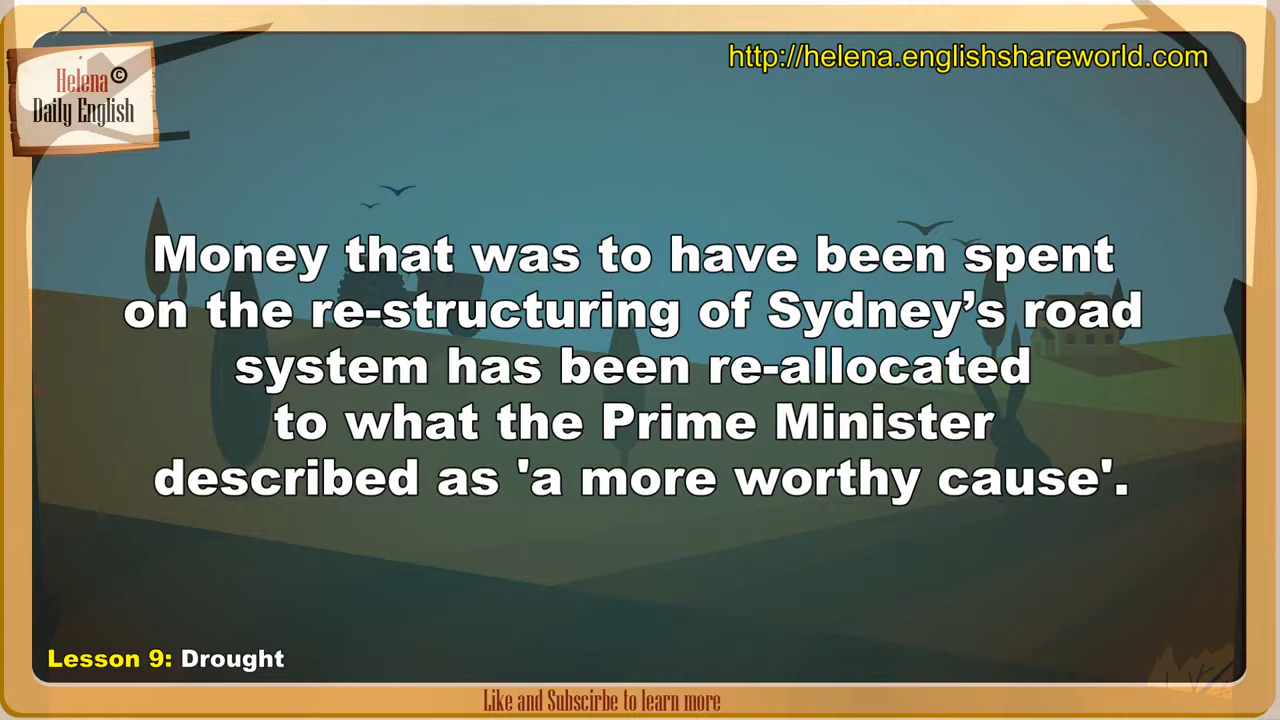 http://helena.englishshareworld.com
Helena©
Daily English
Money that was to have been spent
on the re-structuring of Sydney’s road
system has been re-allocated
to what the Prime Minister
described as 'a more worthy cause'.
Lesson 9: Drought
Like and Subscirbe to learn more